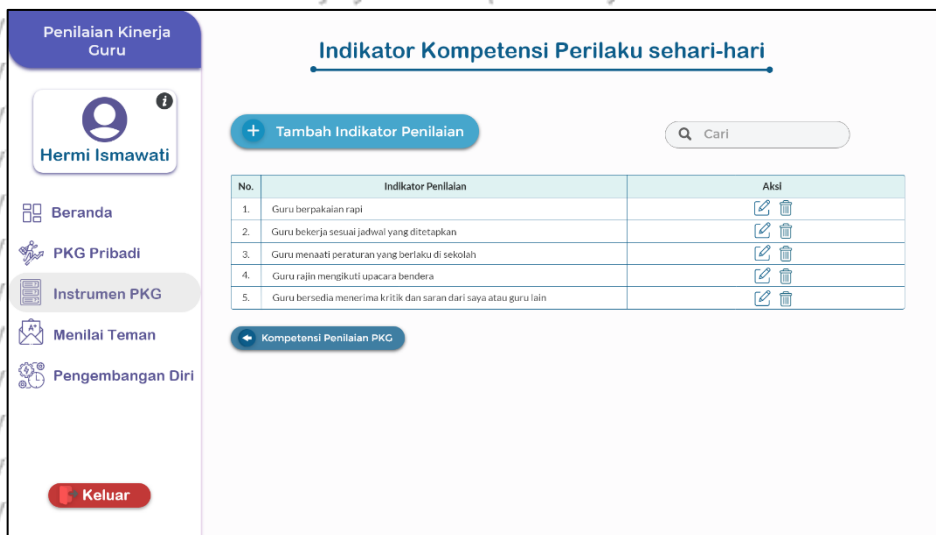 Penilaian Kinerja
Guru
Hermi Ismawati
Beranda
PKG Pribadi
Instrumen PKG
Menilai Teman
Pengembangan Diri
Keluar
Indikator Kompetensi Perilaku sehari-hari
Tambah Indikator Penilaian
Cari
No. Indikator Penilaian Aksi
1. Guru berpakaian rapi
2. Guru bekerja sesuai jadwal yang ditetapkan
3. Guru menaati peraturan yang berlaku di sekolah
4. Guru rajin mengikuti upacara bendera
5. Guru bersedia menerima kritik dan saran dari saya atau guru lain
Kompetensi Penilaian PKG